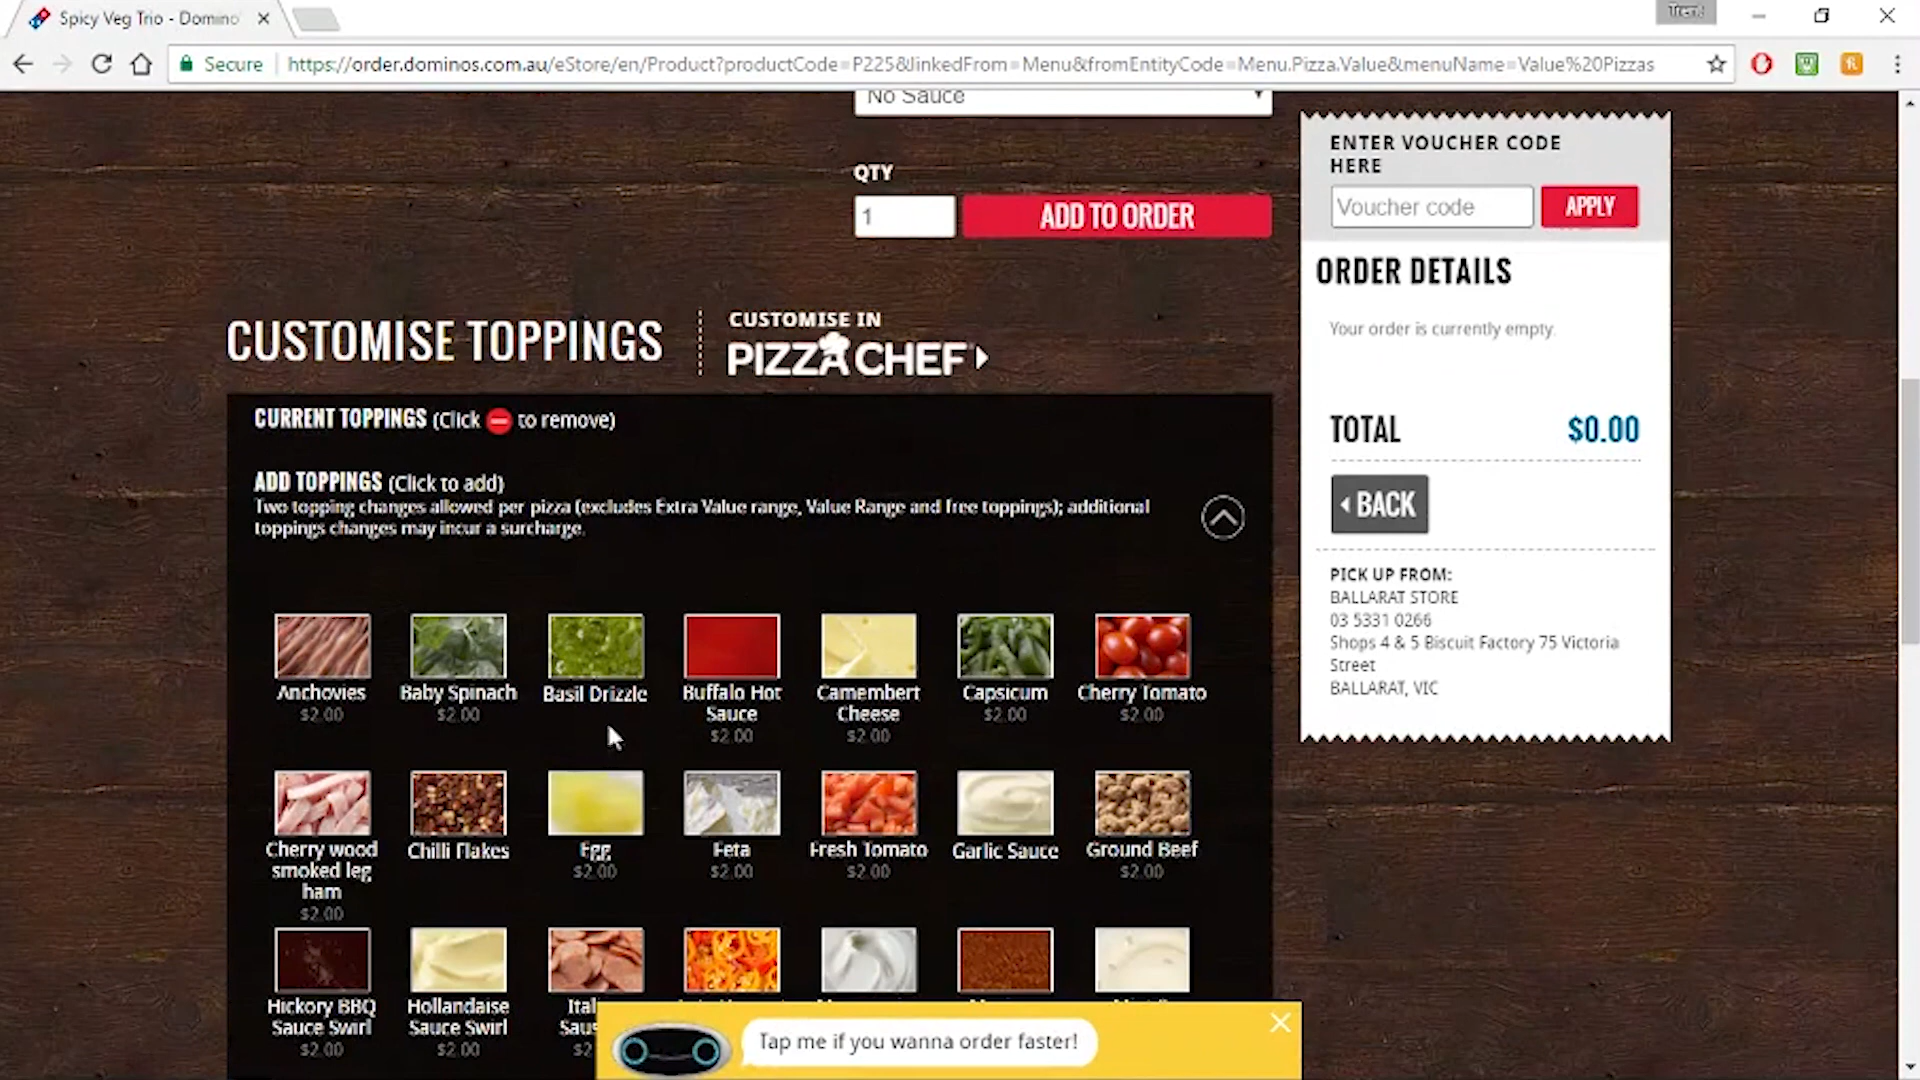 Spicy Veg Trio - Domino'
Trent
Secure
https://order.dominos.com.au/eStore/en/Product?productCode=P225&linkedFrom=Menu&fromEntityCode=Menu.Pizza.Value&menuName=Value%20Pizzas
No Sauce
QTY
1
ADD TO ORDER
CUSTOMISE TOPPINGS
CUSTOMISE IN
PIZZA CHEF
CURRENT TOPPINGS (Click to remove)
ADD TOPPINGS (Click to add)
Two topping changes allowed per pizza (excludes Extra Value range, Value Range and free toppings); additional
toppings changes may incur a surcharge.
Anchovies
$2.00
Baby Spinach
$2.00
Basil Drizzle
Buffalo Hot
Sauce
$2.00
Camembert
Cheese
$2.00
Capsicum
$2.00
Cherry Tomato
$2.00
Cherry wood
smoked leg
ham
$2.00
Chilli Flakes
Egg
$2.00
Feta
$2.00
Fresh Tomato
$2.00
Garlic Sauce
Ground Beef
$2.00
Hickory BBQ
Sauce Swirl
$2.00
Hollandaise
Sauce Swirl
$2.00
Ital
Saus
$2
Tap me if you wanna order faster!
ENTER VOUCHER CODE
HERE
Voucher code
APPLY
ORDER DETAILS
Your order is currently empty.
TOTAL
$0.00
BACK
PICK UP FROM:
BALLARAT STORE
03 5331 0266
Shops 4 & 5 Biscuit Factory 75 Victoria
Street
BALLARAT, VIC